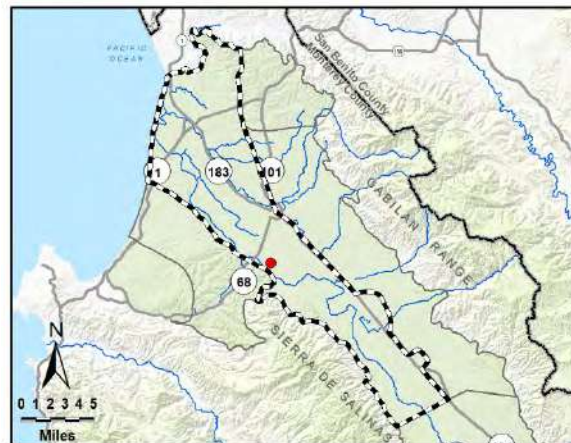 PACIFIC
OCEAN
1
San Benito County
Monterey County
1
183
101
GABILAN RANGE
68
SIERRA DE SALINAS
N
0 1 2 3 4 5
Miles